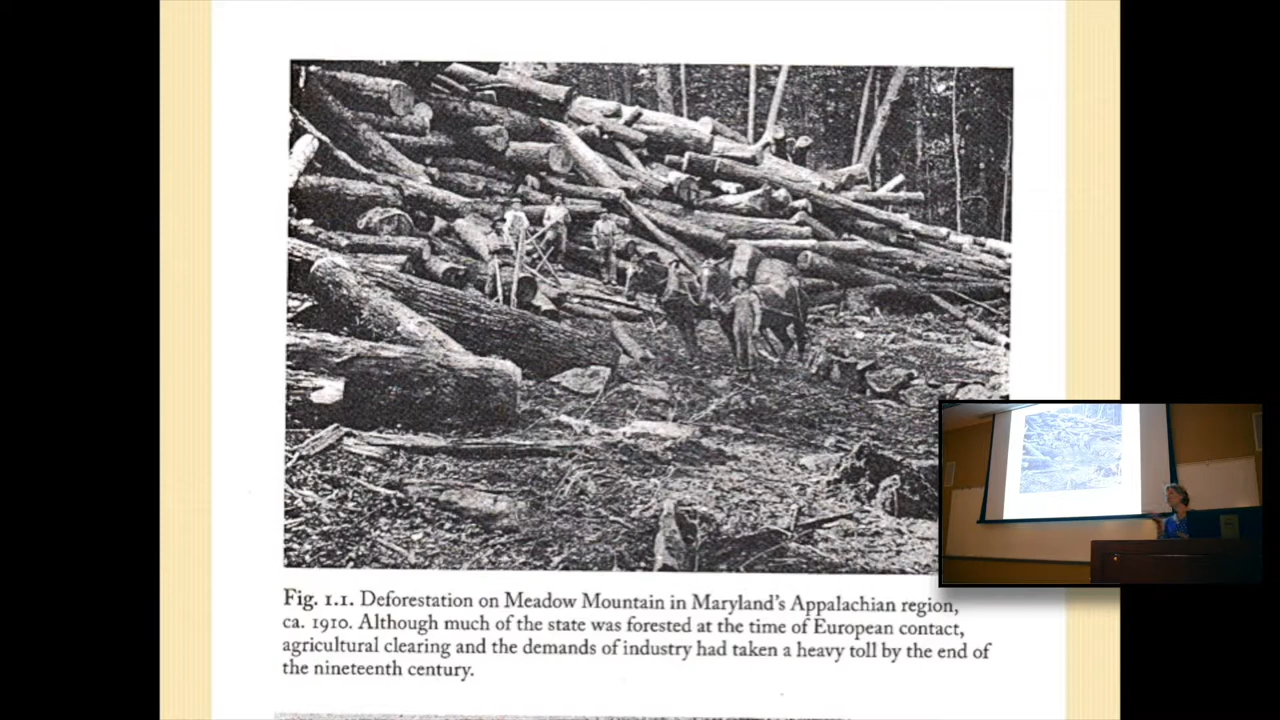 Fig. 1.1. Deforestation on Meadow Mountain in Maryland's Appalachian region,
ca. 1910. Although much of the state was forested at the time of European contact,
agricultural clearing and the demands of industry had taken a heavy toll by the end of
the nineteenth century.